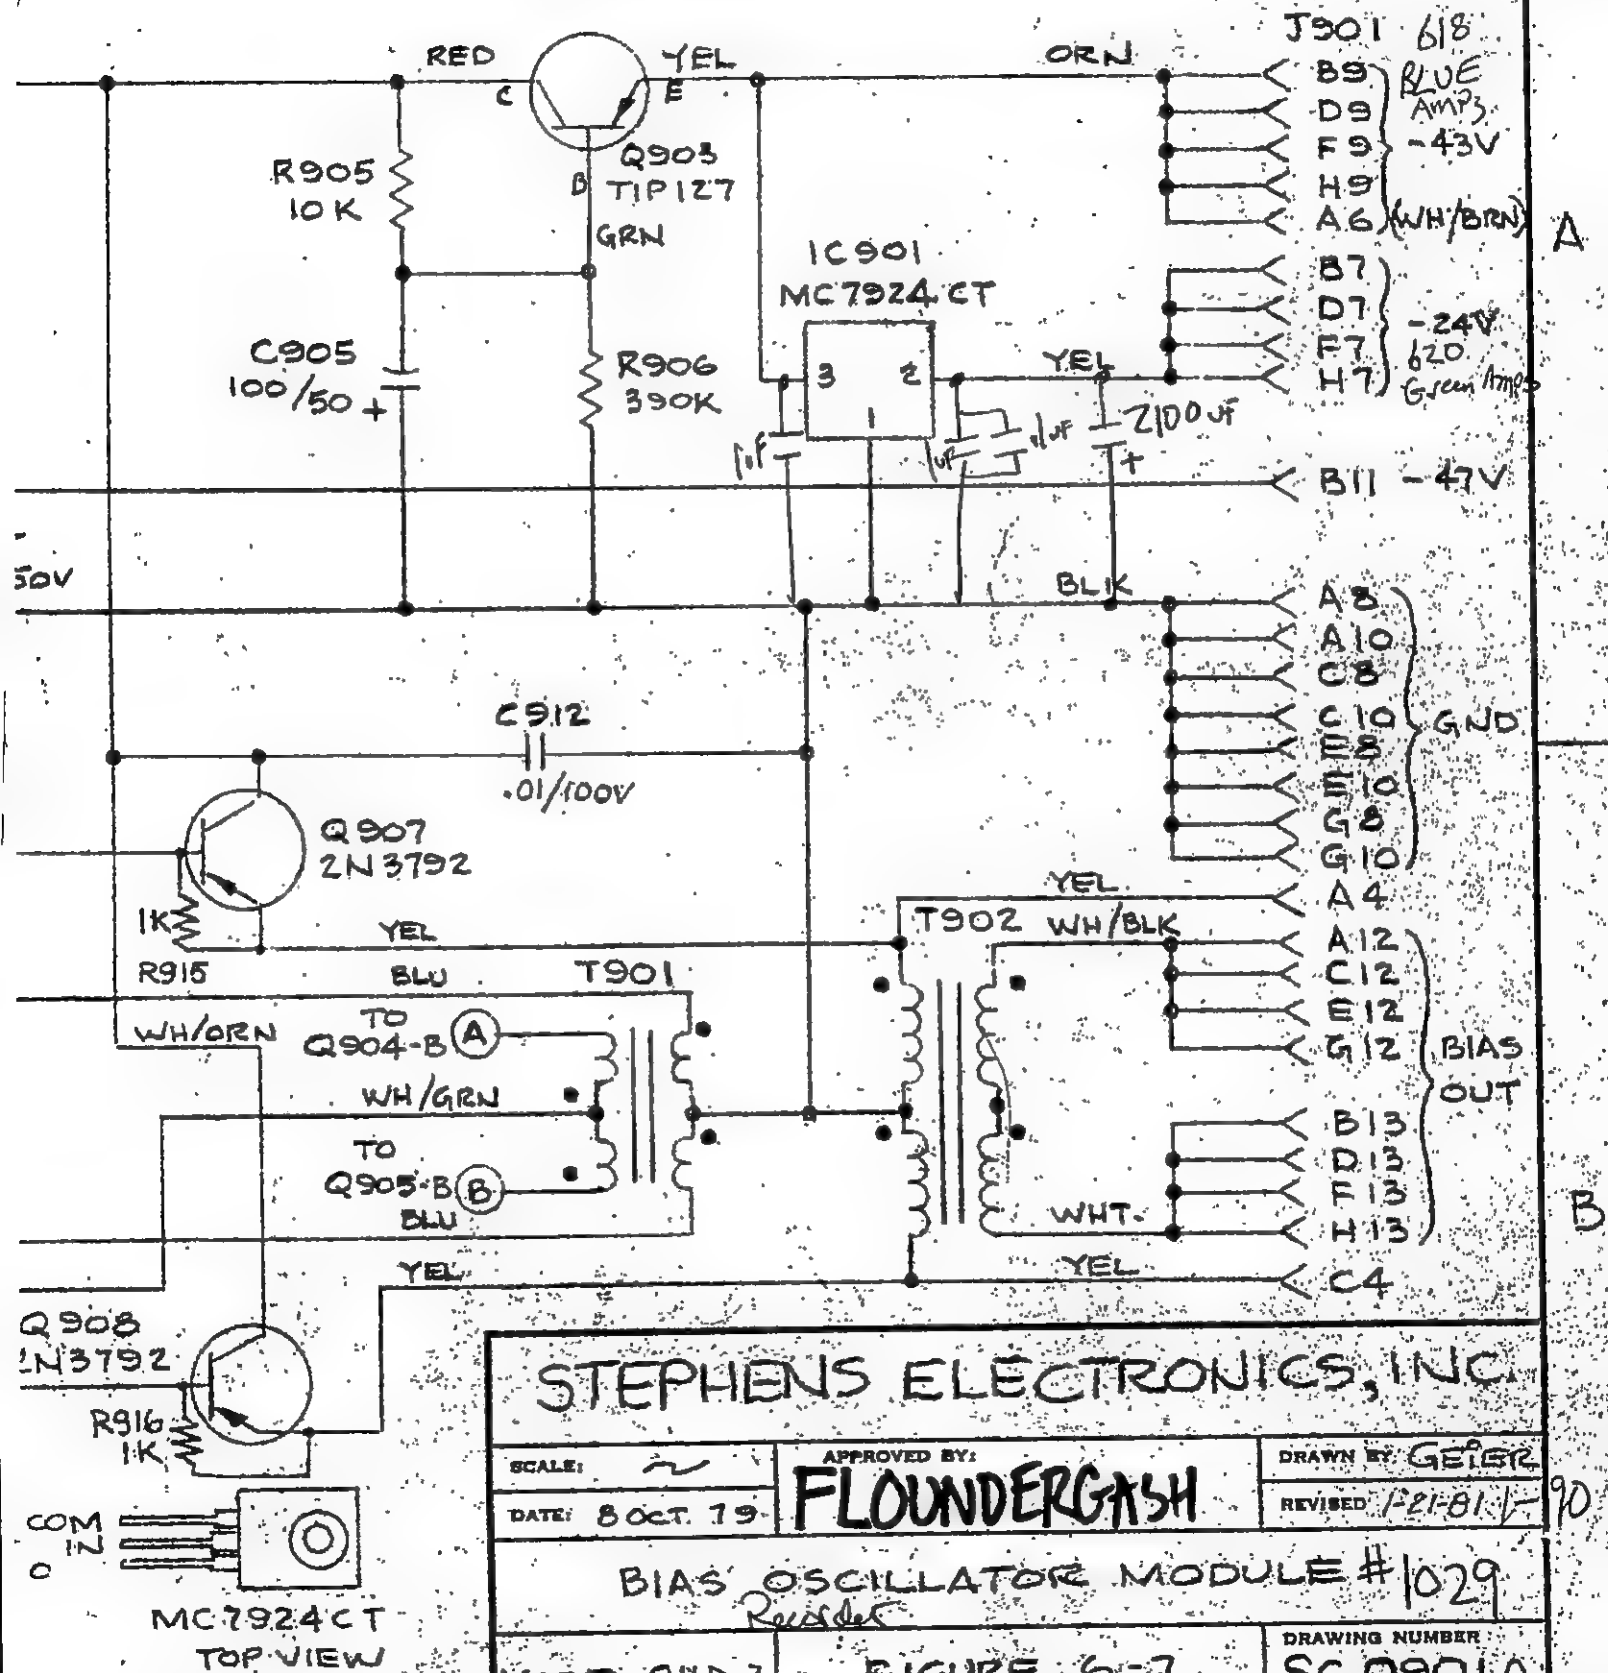 J901 618
RED
YEL
ORN
C
E
B9
BLUE
D9
AMPS
F9
-43V
H9
A6
(WH/BRN)
A
R905
10K
Q903
TIP127
B
GRN
IC901
MC7924CT
B7
D7
-24V
F7
620
H7
Green Amps
C905
100/50 +
R906
390K
3
2
1
YEL
1uF
1uF
.1uF
2100uF
+
B11 -47V
50V
BLK
A8
A10
C8
C10
GND
E8
E10
G8
G10
C912
.01/100V
Q907
2N3792
1K
R915
YEL
YEL
A4
T902
WH/BLK
A12
C12
E12
G12
BIAS
OUT
BLU
T901
TO
Q904-B
A
WH/ORN
WH/GRN
TO
Q905-B
B
BLU
B13
D13
F13
H13
B
WHT.
YEL
YEL
C4
Q908
2N3792
R916
1K
STEPHENS ELECTRONICS, INC.
SCALE: ~
APPROVED BY:
FLOUNDERGASH
DRAWN BY GEIER
DATE: 8 OCT. 79
REVISED 1-21-81
90
COM
IN
O
BIAS OSCILLATOR MODULE #1029
Recorder
MC7924CT
TOP VIEW
DRAWING NUMBER
FIGURE 6-7